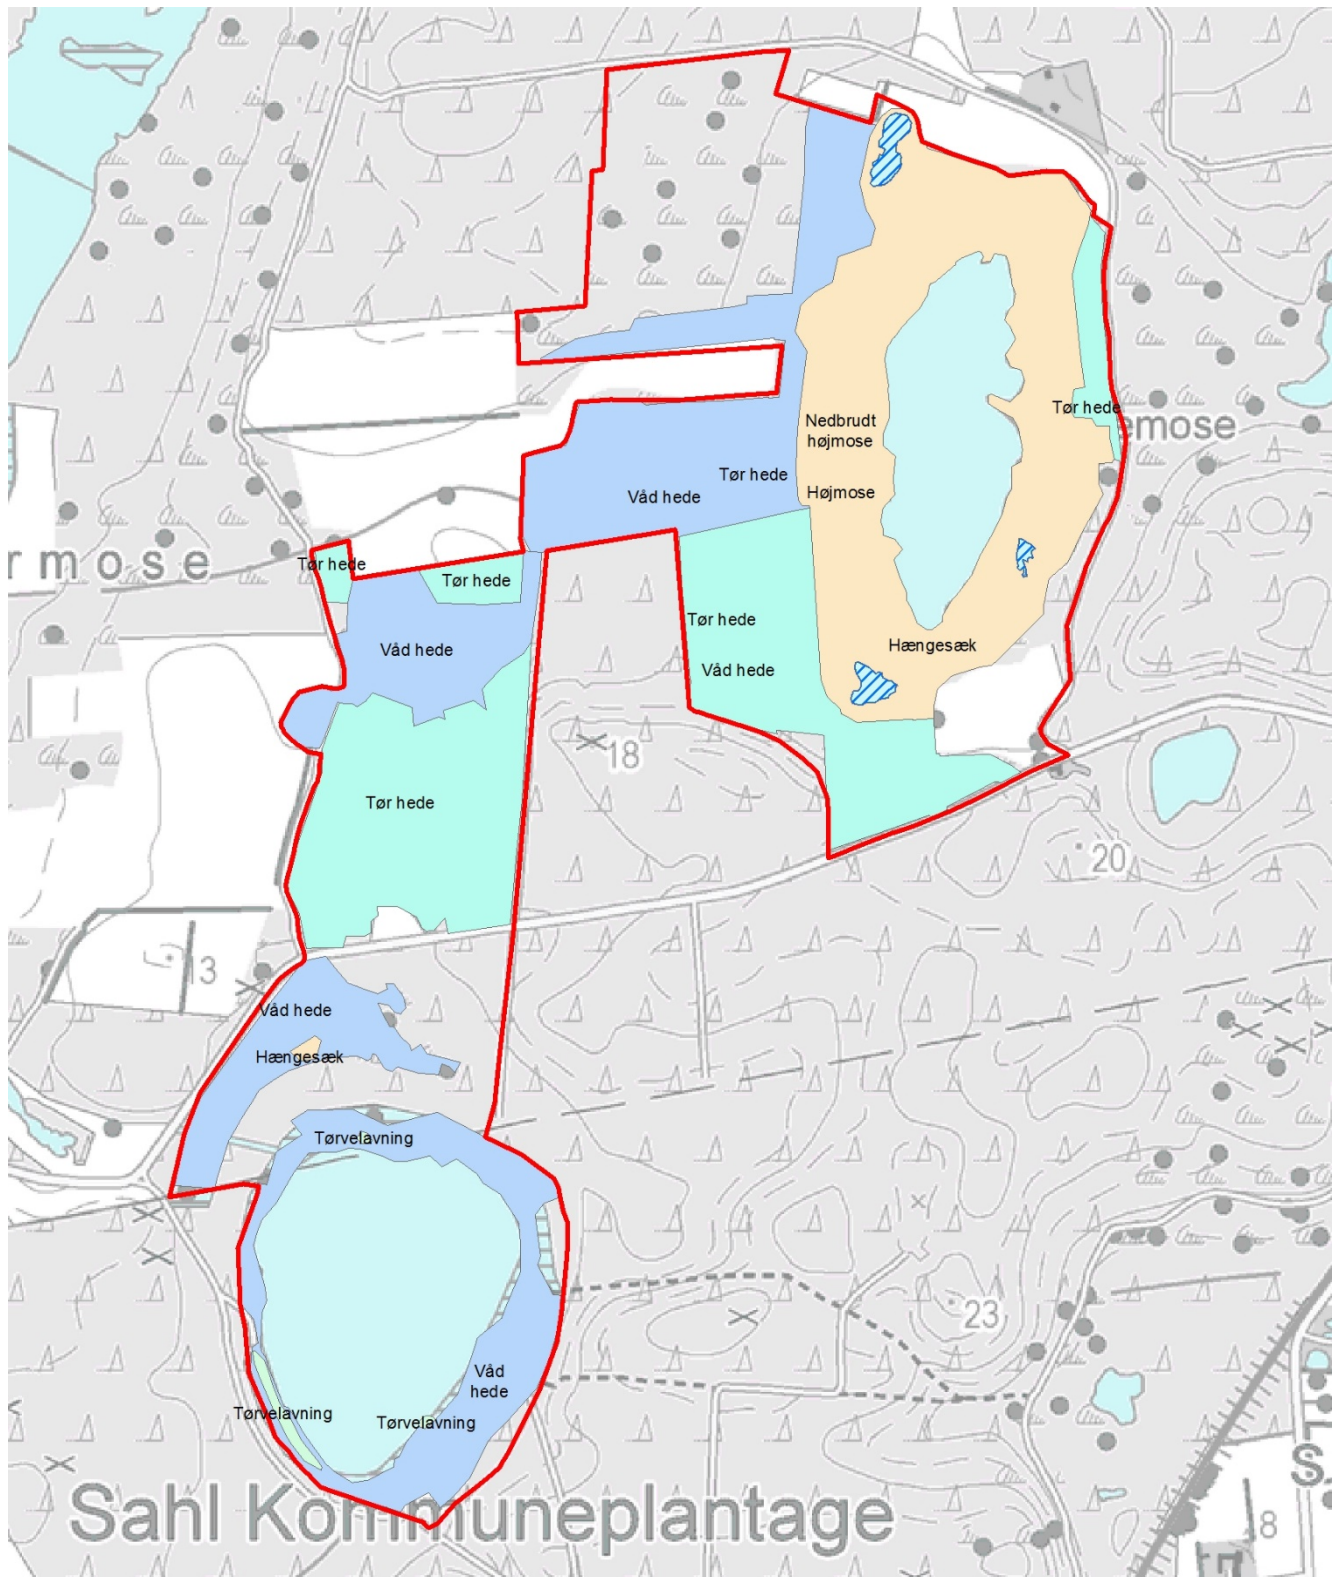 Tør hede
emose
Nedbrudt
højmose
Tør hede
Våd hede
Højmose
rmose
Tør hede
Tør hede
Tør hede
Våd hede
Hængesæk
Våd hede
18
Tør hede
20
13
Våd hede
Hængesæk
Tørvelavning
23
Våd
hede
Tørvelavning
Tørvelavning
S
Sahl Kommuneplantage
8